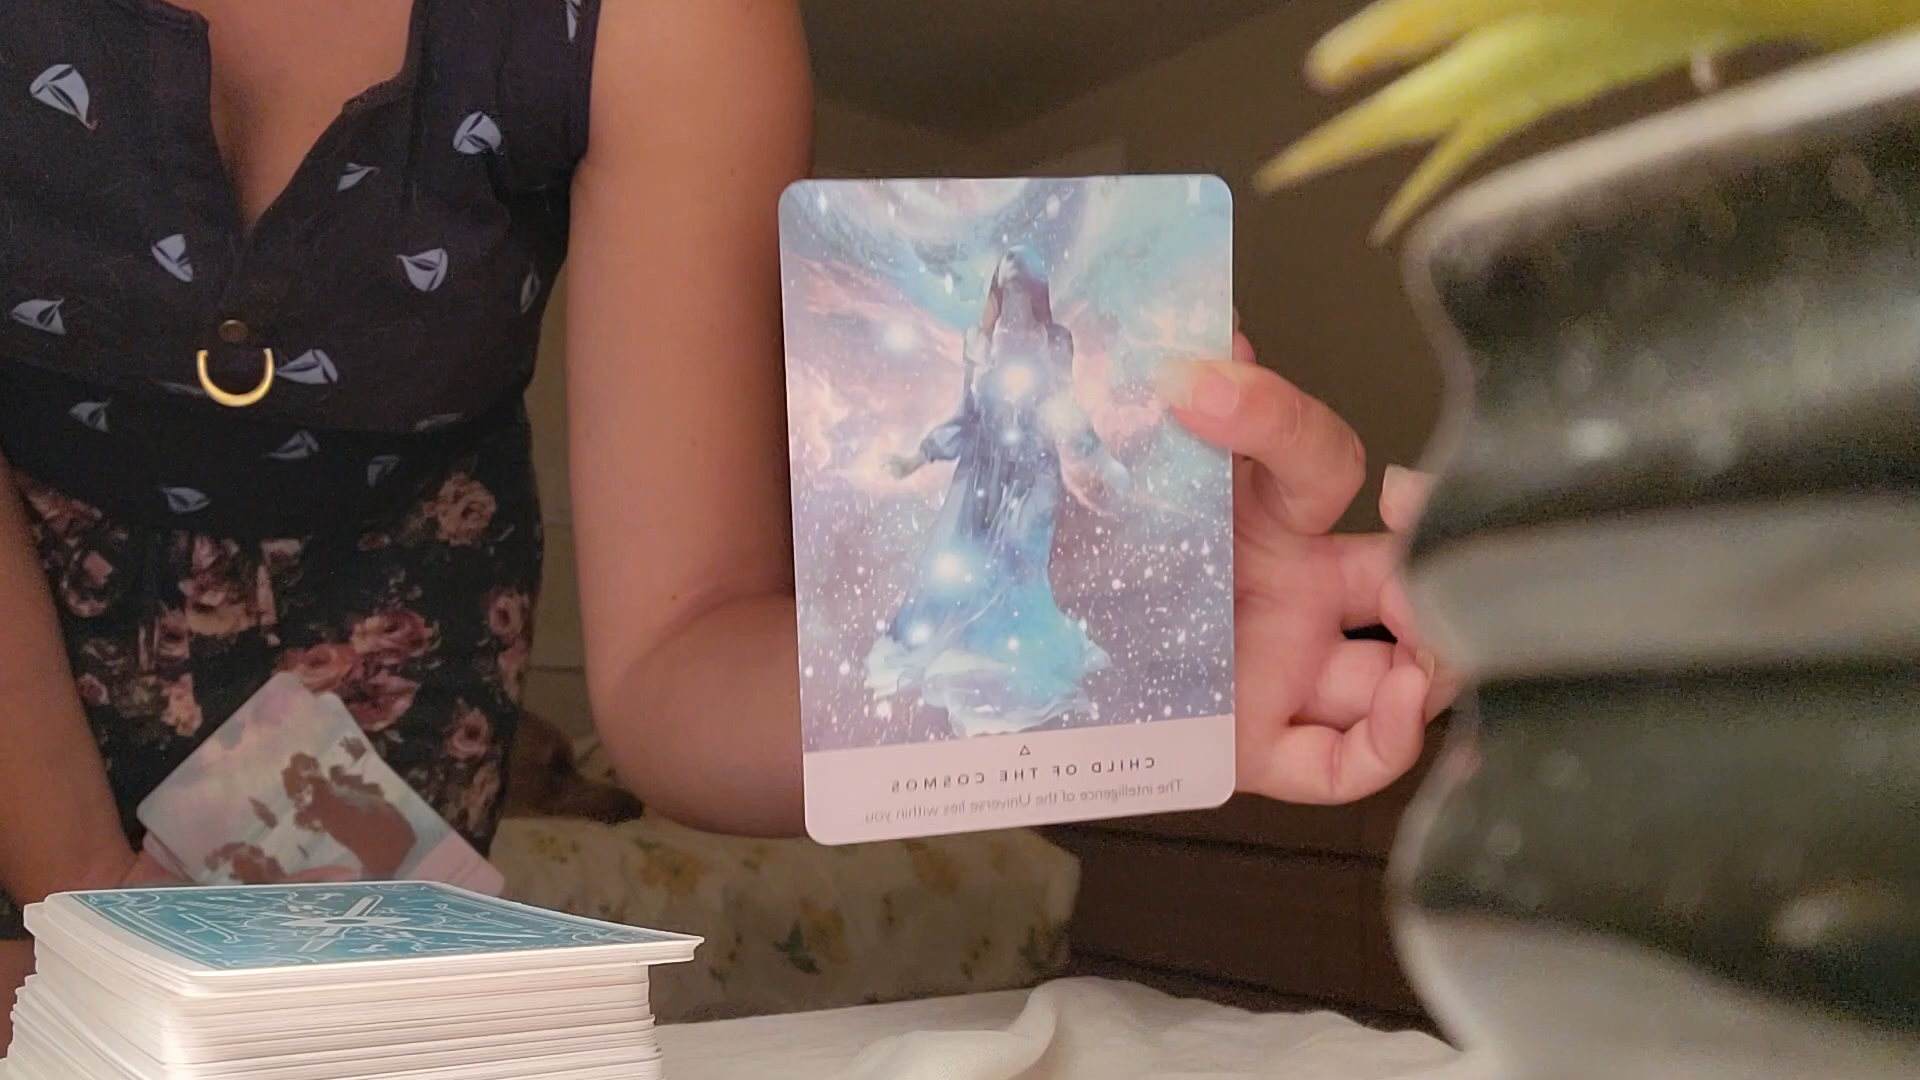 CHILD OF THE COSMOS
The intelligence of the Universe lies within you